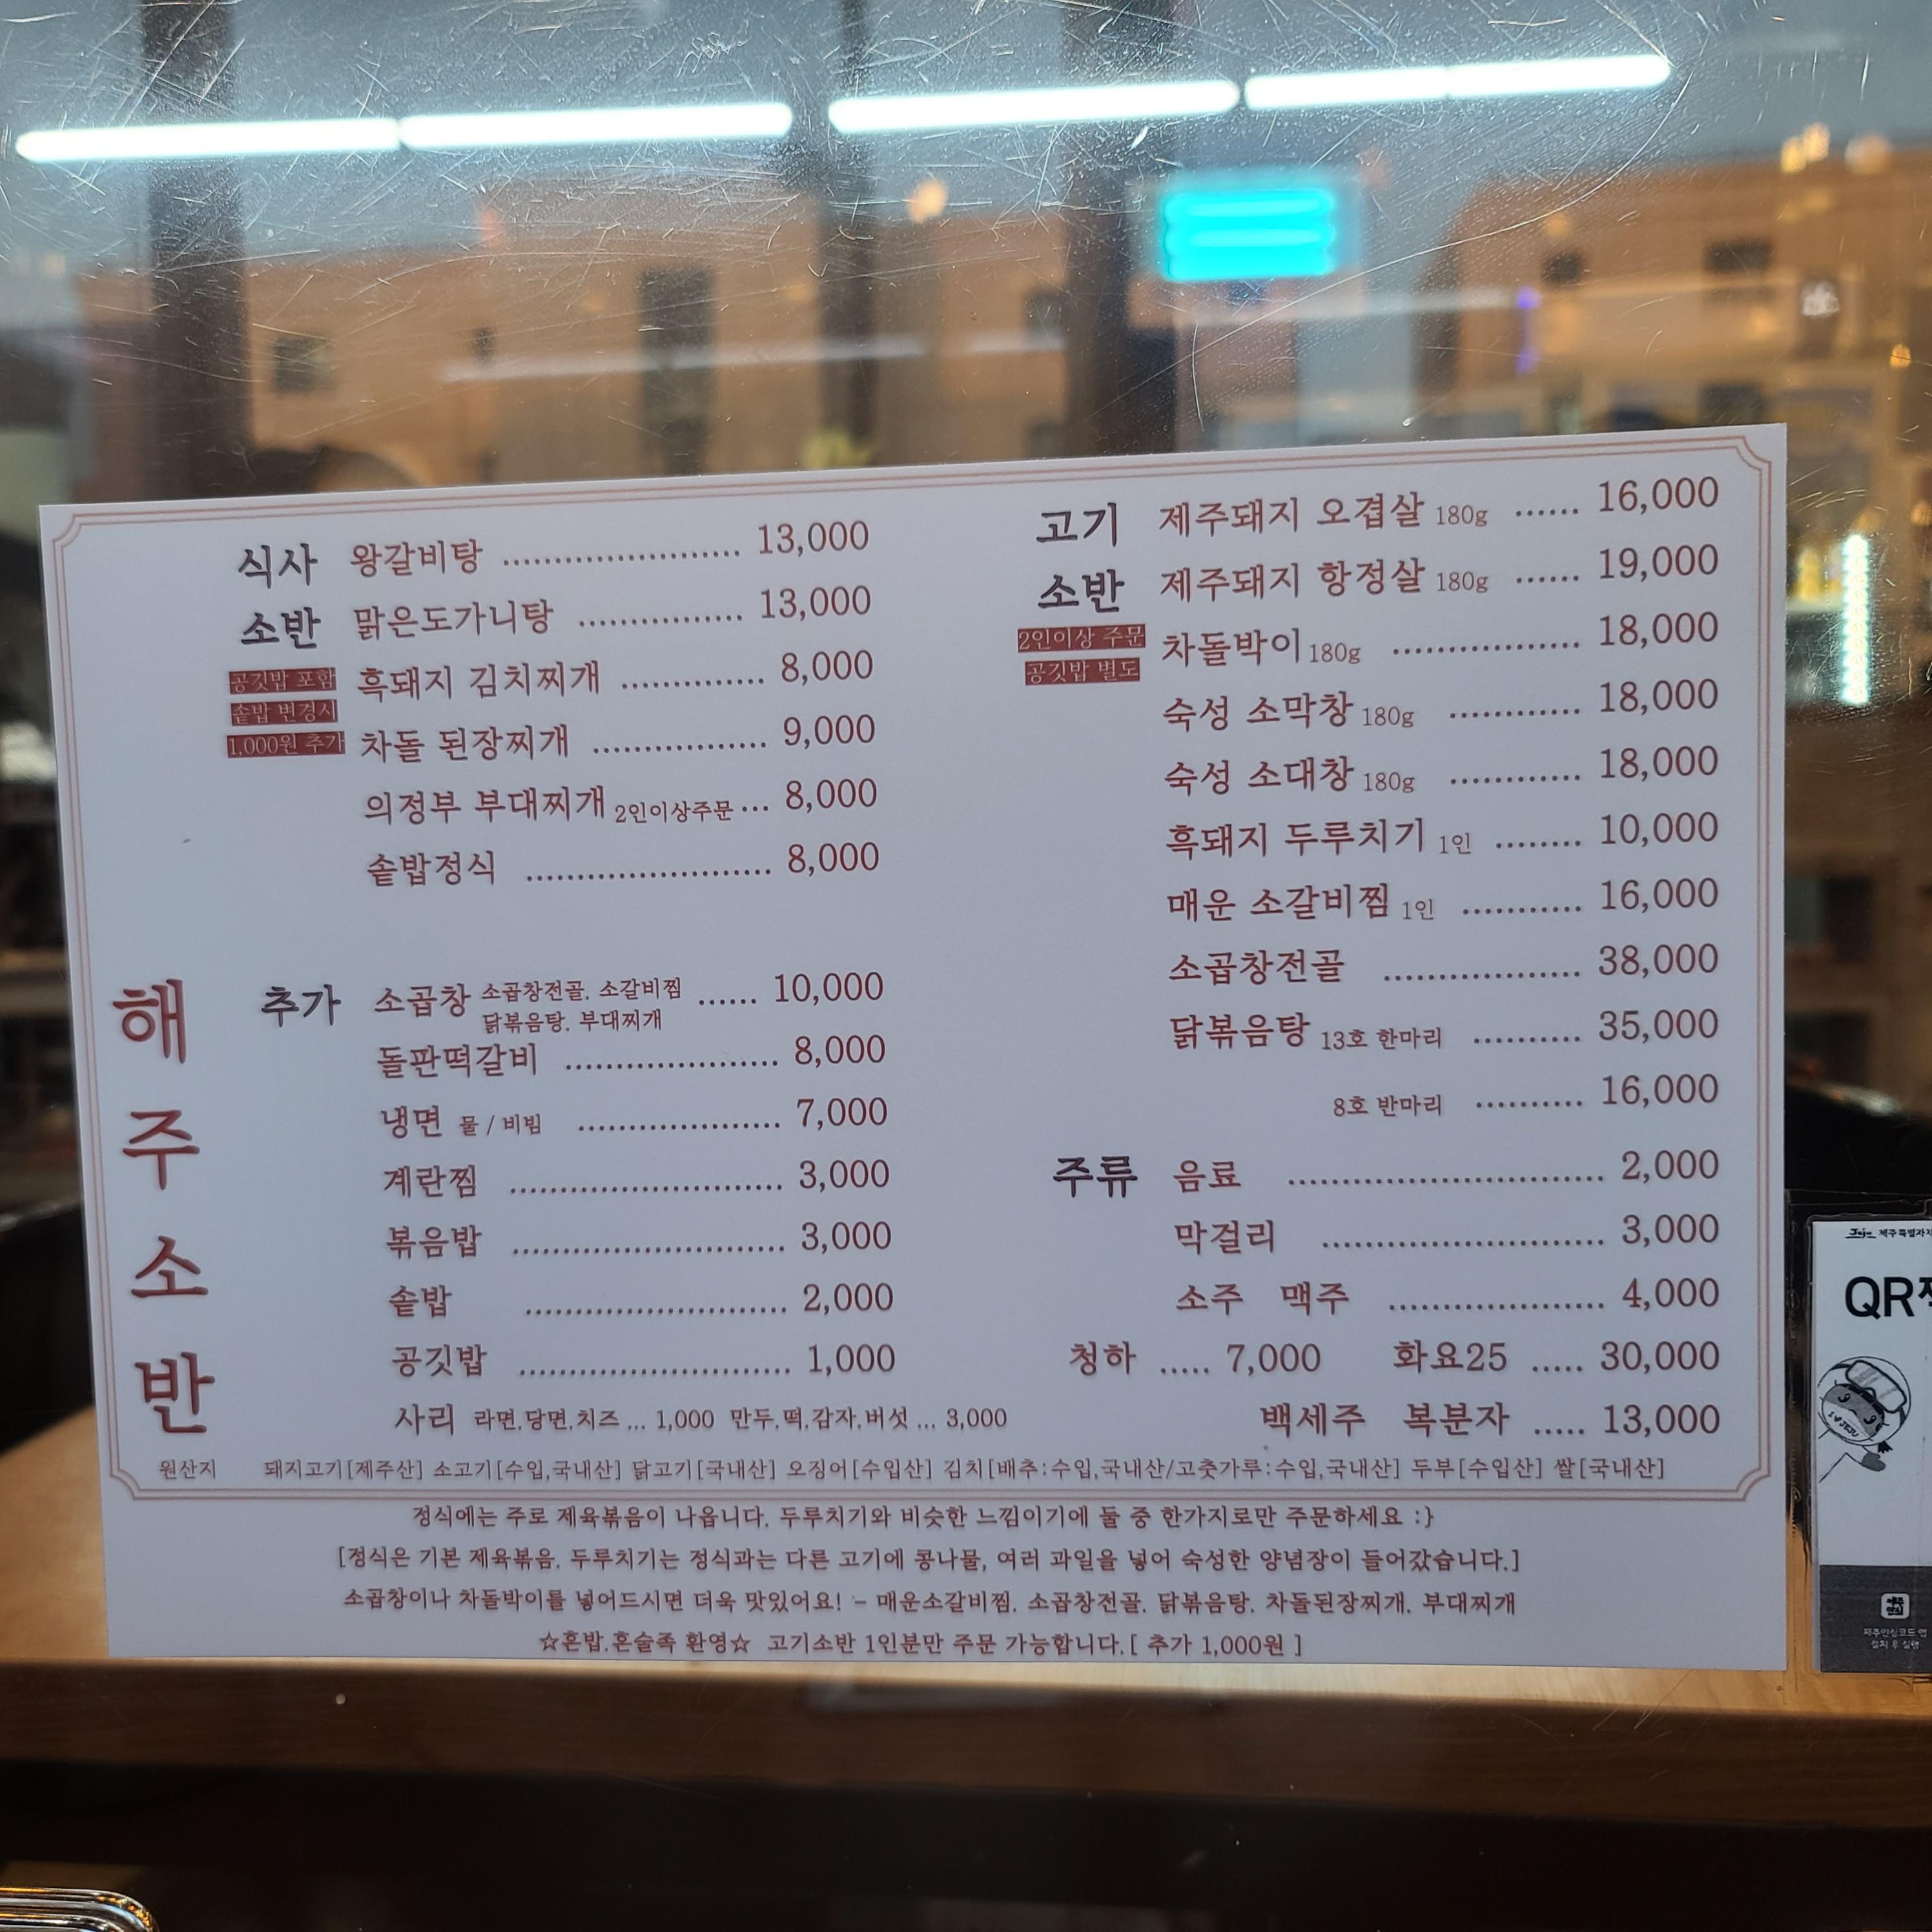 식사 왕갈비탕 ........................ 13,000
소반 맑은도가니탕 ................. 13,000
공깃밥 포함 흑돼지 김치찌개 .............. 8,000
솥밥 변경시
1,000원 추가 차돌 된장찌개 ................. 9,000
의정부 부대찌개 2인이상주문 ... 8,000
솥밥정식 ........................ 8,000
추가 소곱창 소곱창전골. 소갈비찜 ...... 10,000
닭볶음탕. 부대찌개
돌판떡갈비 ..................... 8,000
냉면 물 / 비빔 .................... 7,000
계란찜 ........................... 3,000
볶음밥 ........................... 3,000
솥밥 .......................... 2,000
공깃밥 ........................... 1,000
사리 라면.당면.치즈 ... 1,000 만두.떡.감자.버섯 ... 3,000
고기 제주돼지 오겹살 180g ...... 16,000
소반 제주돼지 항정살 180g ...... 19,000
2인이상 주문 차돌박이 180g .................. 18,000
공깃밥 별도
숙성 소막창 180g ............. 18,000
숙성 소대창 180g ............. 18,000
흑돼지 두루치기 1인 ........ 10,000
매운 소갈비찜 1인 ............ 16,000
소곱창전골 ................... 38,000
닭볶음탕 13호 한마리 .......... 35,000
8호 반마리 .......... 16,000
주류 음료 ............................... 2,000
막걸리 ............................ 3,000
소주 맥주 ..................... 4,000
청하 ..... 7,000 화요25 ..... 30,000
백세주 복분자 ..... 13,000
해
주
소
반
원산지 돼지고기[제주산] 소고기[수입,국내산] 닭고기[국내산] 오징어[수입산] 김치[배추:수입,국내산/고춧가루:수입,국내산] 두부[수입산] 쌀[국내산]
정식에는 주로 제육볶음이 나옵니다. 두루치기와 비슷한 느낌이기에 둘 중 한가지로만 주문하세요 :}
[정식은 기본 제육볶음. 두루치기는 정식과는 다른 고기에 콩나물, 여러 과일을 넣어 숙성한 양념장이 들어갔습니다.]
소곱창이나 차돌박이를 넣어드시면 더욱 맛있어요! - 매운소갈비찜. 소곱창전골. 닭볶음탕. 차돌된장찌개. 부대찌개
☆혼밥.혼술족 환영☆ 고기소반 1인분만 주문 가능합니다.[ 추가 1,000원 ]
Jeju 제주특별자치
QR
I ♥ JEJU
제주안심코드 앱
설치 후 실행